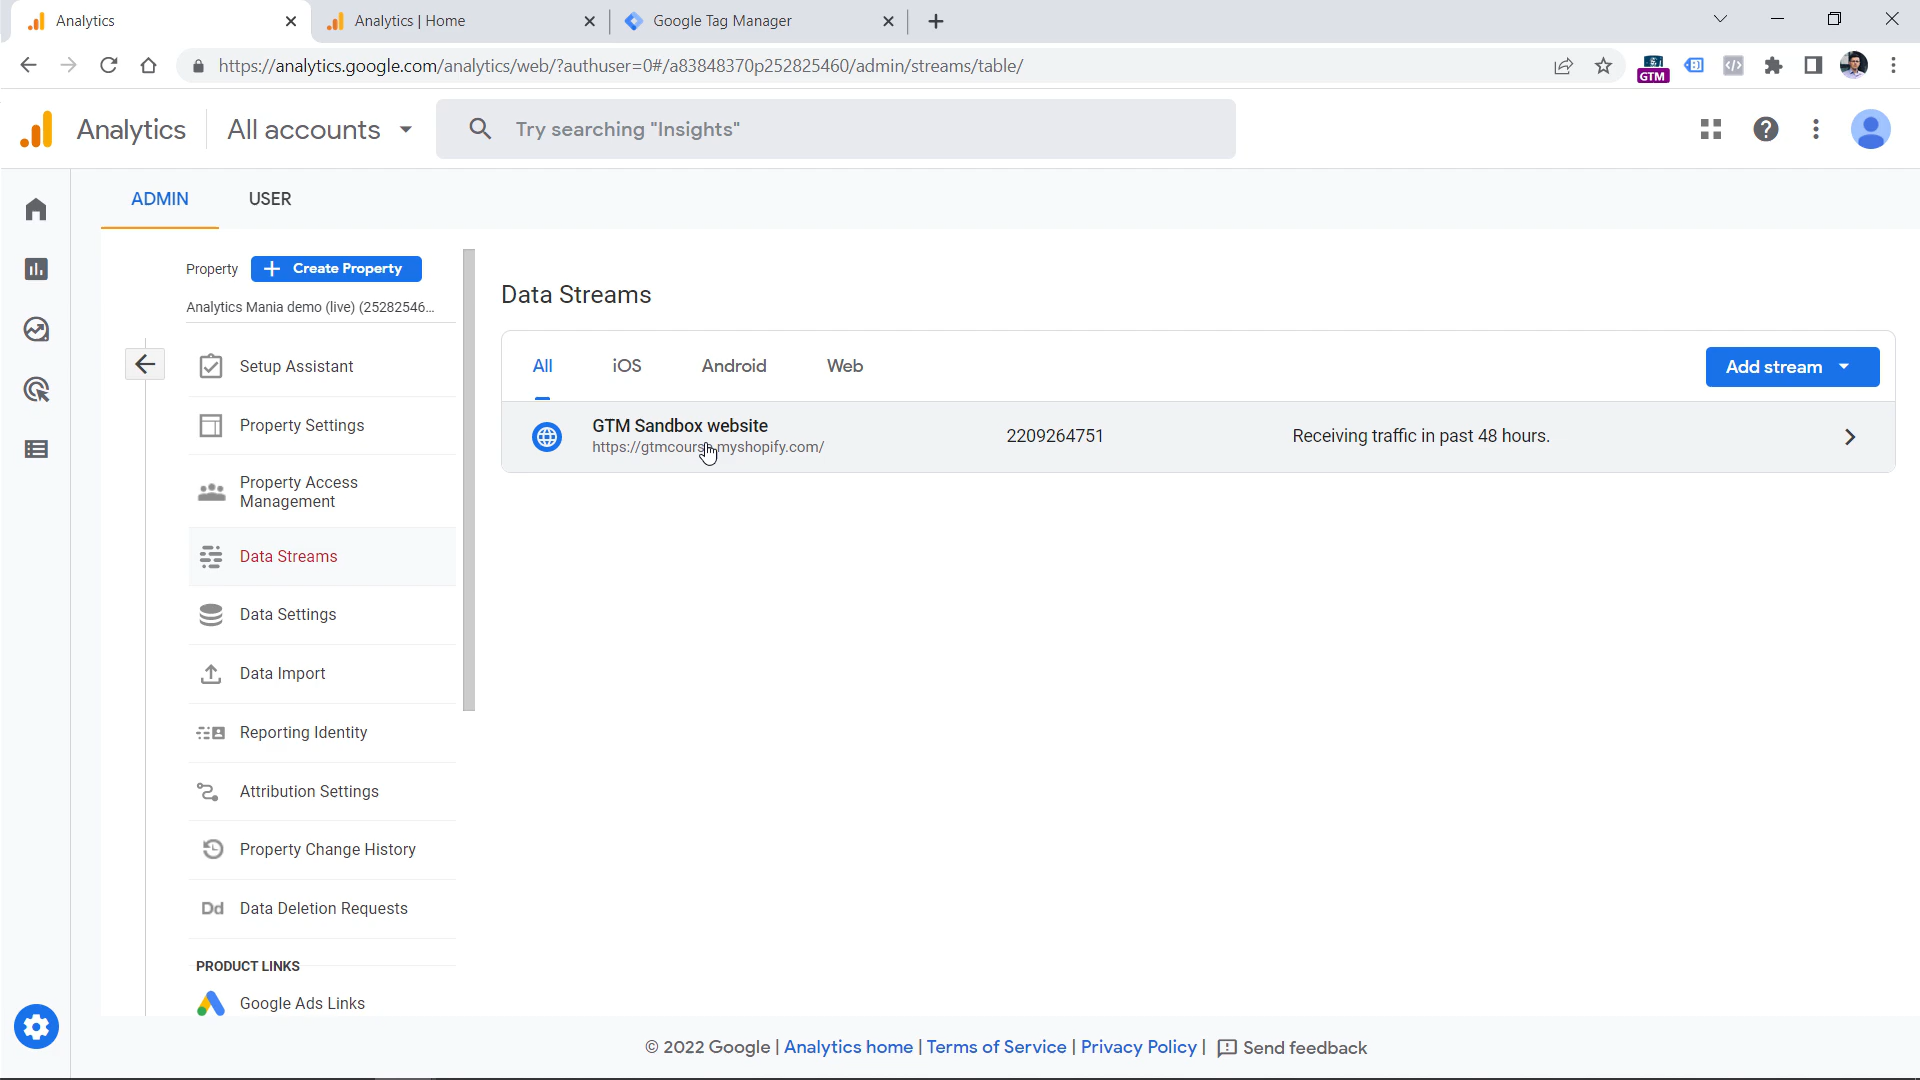 Analytics
Analytics | Home
Google Tag Manager
https://analytics.google.com/analytics/web/?authuser=0#/a83848370p252825460/admin/streams/table/
GTM
Analytics
All accounts
Try searching "Insights"
ADMIN
USER
Property
Create Property
Analytics Mania demo (live) (25282546...
Setup Assistant
Property Settings
Property Access
Management
Data Streams
Data Settings
Data Import
Reporting Identity
Attribution Settings
Property Change History
Dd Data Deletion Requests
PRODUCT LINKS
Google Ads Links
Data Streams
All
iOS
Android
Web
Add stream
GTM Sandbox website
2209264751
Receiving traffic in past 48 hours.
© 2022 Google | Analytics home | Terms of Service | Privacy Policy | Send feedback